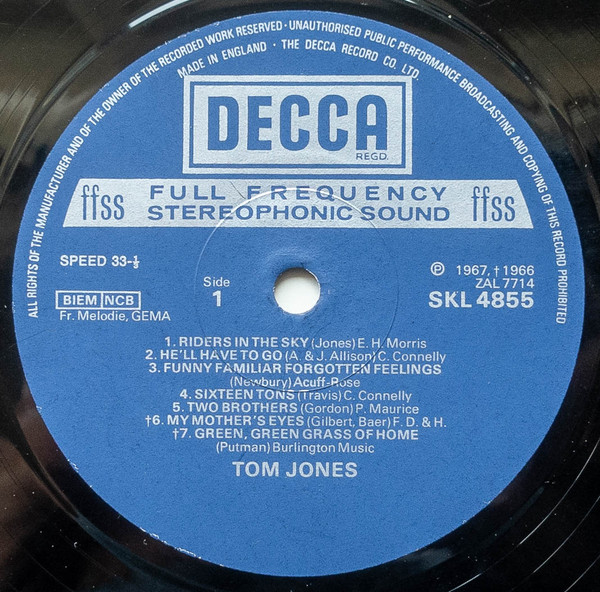 ALL RIGHTS OF THE MANUFACTURER AND OF THE OWNER OF THE RECORDED WORK RESERVED · UNAUTHORISED PUBLIC PERFORMANCE BROADCASTING AND COPYING OF THIS RECORD PROHIBITED
MADE IN ENGLAND · THE DECCA RECORD CO. LTD.
DECCA
REGD.
ffss FULL FREQUENCY ffss
STEREOPHONIC SOUND
SPEED 33-⅓
Side
1
BIEM NCB
Fr. Melodie, GEMA
℗ 1967, †1966
ZAL 7714
SKL 4855
1. RIDERS IN THE SKY (Jones) E. H. Morris
2. HE'LL HAVE TO GO (A. & J. Allison) C. Connelly
3. FUNNY FAMILIAR FORGOTTEN FEELINGS
(Newbury) Acuff-Rose
4. SIXTEEN TONS (Travis) C. Connelly
5. TWO BROTHERS (Gordon) P. Maurice
†6. MY MOTHER'S EYES (Gilbert, Baer) F. D. & H.
†7. GREEN, GREEN GRASS OF HOME
(Putman) Burlington Music
TOM JONES